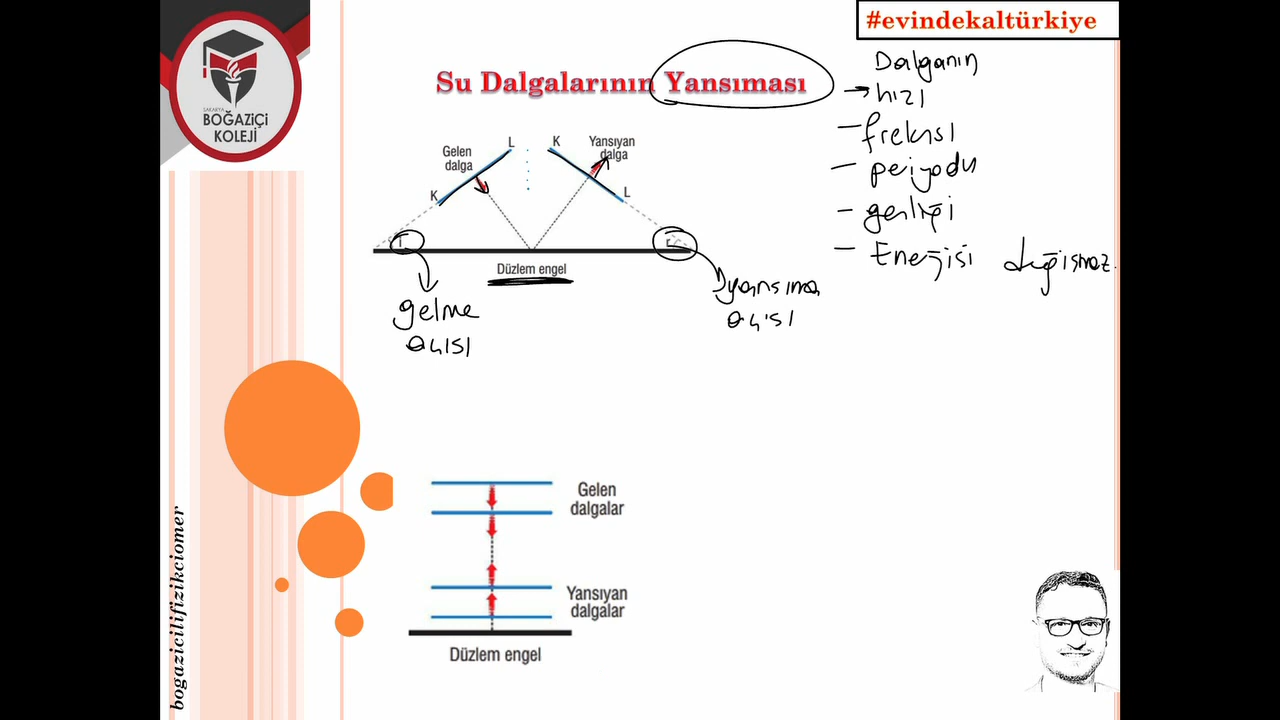 #evindekaltürkiye
SAKARYA
BOĞAZİÇİ
KOLEJİ
Su Dalgalarının Yansıması
Dalganın
→ hızı
– frekısı
– periyodu
– genliği
– Enerjisi değişmez.
Gelen
dalga
K
L
K
Yansıyan
dalga
L
Düzlem engel
gelme
açısı
yansıma
açısı
Gelen
dalgalar
Yansıyan
dalgalar
Düzlem engel
bogazicilifizikciomer